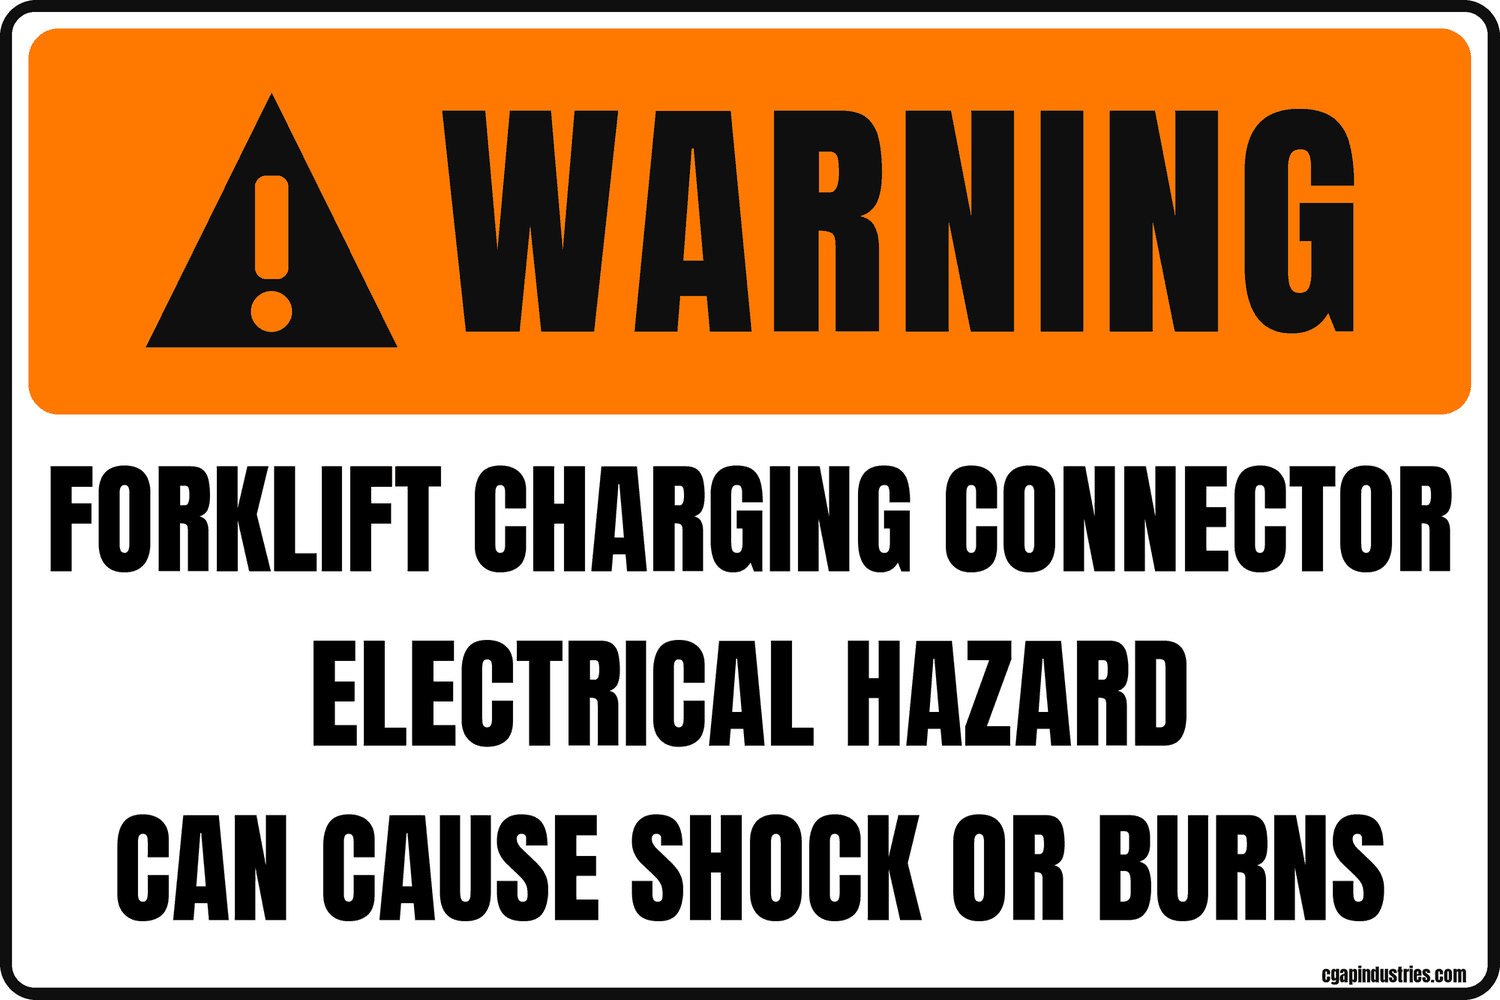 WARNING
FORKLIFT CHARGING CONNECTOR
ELECTRICAL HAZARD
CAN CAUSE SHOCK OR BURNS
cgapindustries.com